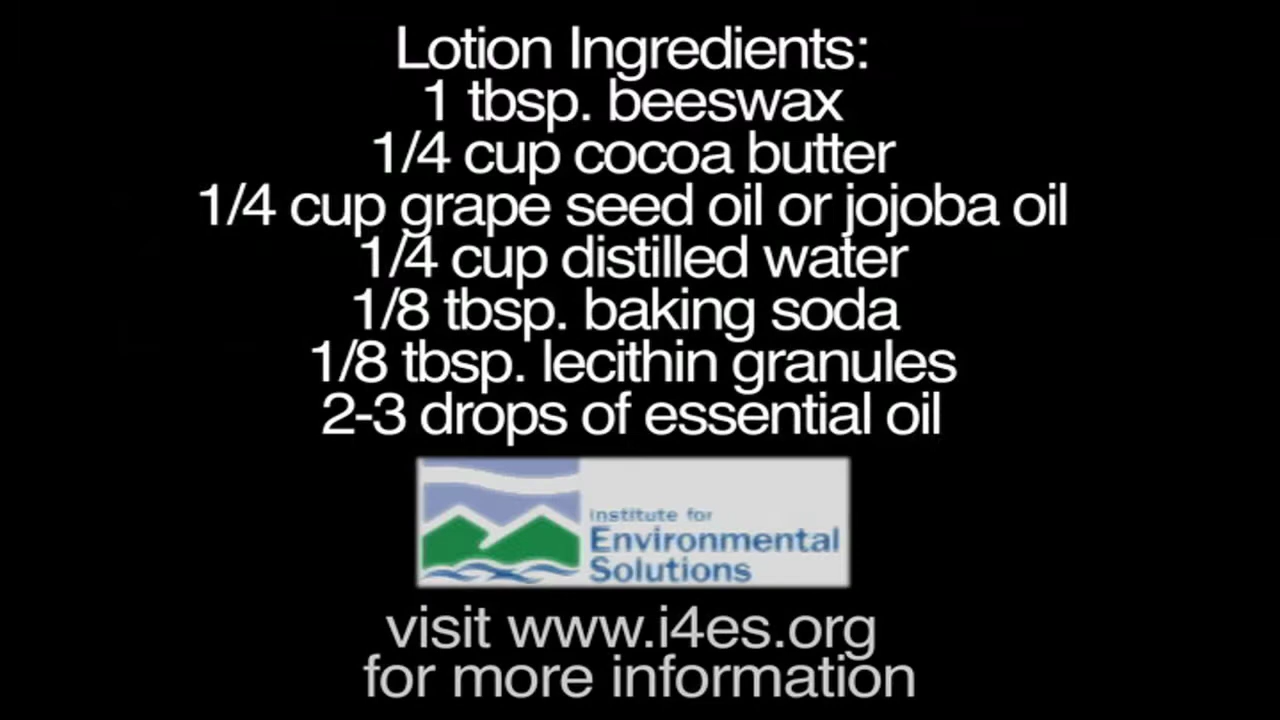 Lotion Ingredients:
1 tbsp. beeswax
1/4 cup cocoa butter
1/4 cup grape seed oil or jojoba oil
1/4 cup distilled water
1/8 tbsp. baking soda
1/8 tbsp. lecithin granules
2-3 drops of essential oil
institute for
Environmental
Solutions
visit www.i4es.org
for more information